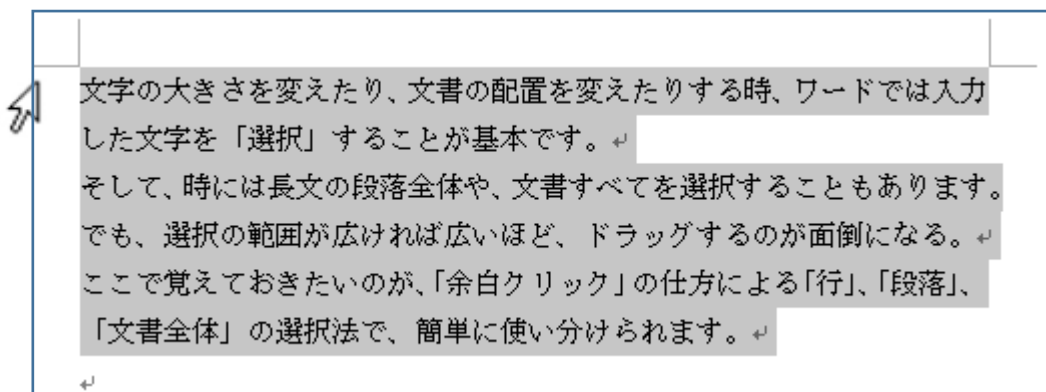 文字の大きさを変えたり、文書の配置を変えたりする時、ワードでは入力
した文字を「選択」することが基本です。
そして、時には長文の段落全体や、文書すべてを選択することもあります。
でも、選択の範囲が広ければ広いほど、ドラッグするのが面倒になる。
ここで覚えておきたいのが、「余白クリック」の仕方による「行」、「段落」、
「文書全体」の選択法で、簡単に使い分けられます。